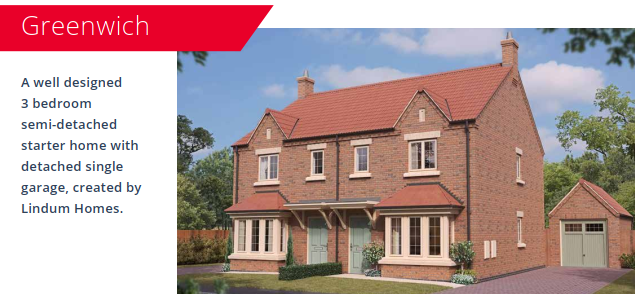 Greenwich
A well designed
3 bedroom
semi-detached
starter home with
detached single
garage, created by
Lindum Homes.